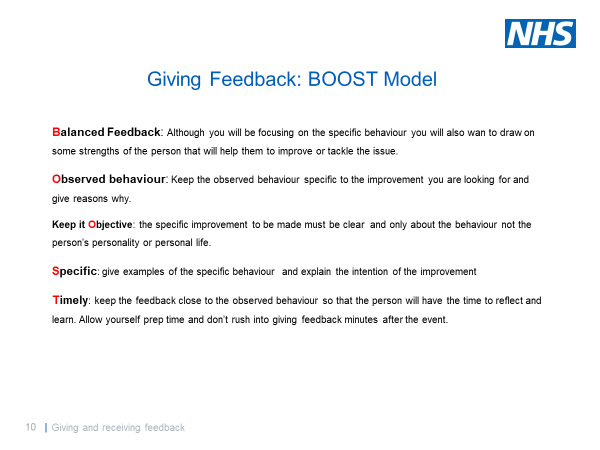 NHS
Giving Feedback: BOOST Model
Balanced Feedback: Although you will be focusing on the specific behaviour you will also wan to draw on
some strengths of the person that will help them to improve or tackle the issue.
Observed behaviour: Keep the observed behaviour specific to the improvement you are looking for and
give reasons why.
Keep it Objective: the specific improvement to be made must be clear and only about the behaviour not the
person's personality or personal life.
Specific: give examples of the specific behaviour and explain the intention of the improvement
Timely: keep the feedback close to the observed behaviour so that the person will have the time to reflect and
learn. Allow yourself prep time and don't rush into giving feedback minutes after the event.
10 | Giving and receiving feedback